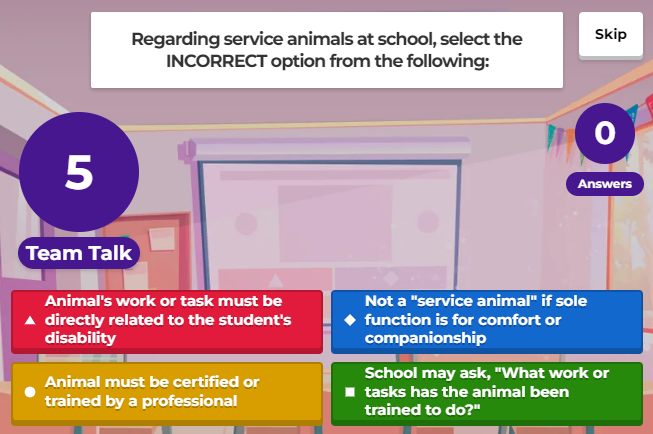 Regarding service animals at school, select the
INCORRECT option from the following:
Skip
5
Team Talk
0
Answers
Animal's work or task must be
directly related to the student's
disability
Not a "service animal" if sole
function is for comfort or
companionship
Animal must be certified or
trained by a professional
School may ask, "What work or
tasks has the animal been
trained to do?"